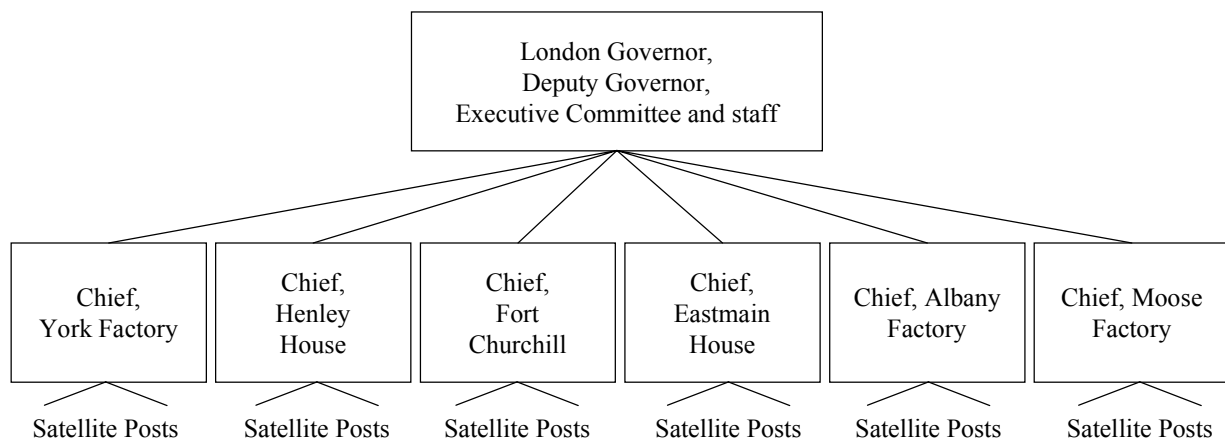 London Governor,
Deputy Governor,
Executive Committee and staff
Chief,
York Factory
Chief,
Henley
House
Chief,
Fort
Churchill
Chief,
Eastmain
House
Chief, Albany
Factory
Chief, Moose
Factory
Satellite Posts
Satellite Posts
Satellite Posts
Satellite Posts
Satellite Posts
Satellite Posts